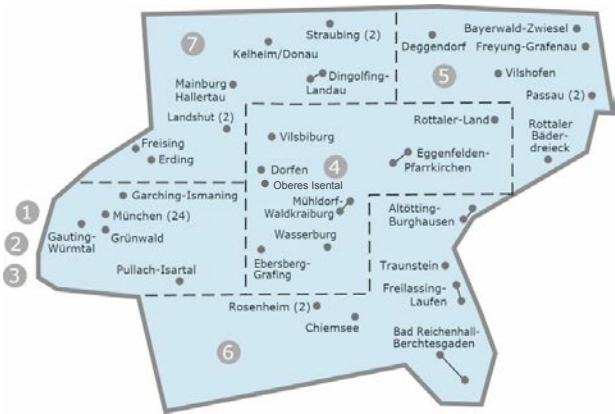 7
Straubing (2)
Kelheim/Donau
Deggendorf
Bayerwald-Zwiesel
Freyung-Grafenau
5
Vilshofen
Mainburg
Hallertau
Dingolfing-
Landau
Passau (2)
Landshut (2)
Freising
Erding
Vilsbiburg
Rottaler-Land
Rottaler
Bäder-
dreieck
4
Dorfen
Oberes Isental
Eggenfelden-
Pfarrkirchen
Mühldorf-
Waldkraiburg
Altötting-
Burghausen
1
2
3
Garching-Ismaning
München (24)
Gauting-
Würmtal
Grünwald
Pullach-Isartal
Wasserburg
Ebersberg-
Grafing
Traunstein
Freilassing-
Laufen
Rosenheim (2)
Chiemsee
Bad Reichenhall-
Berchtesgaden
6